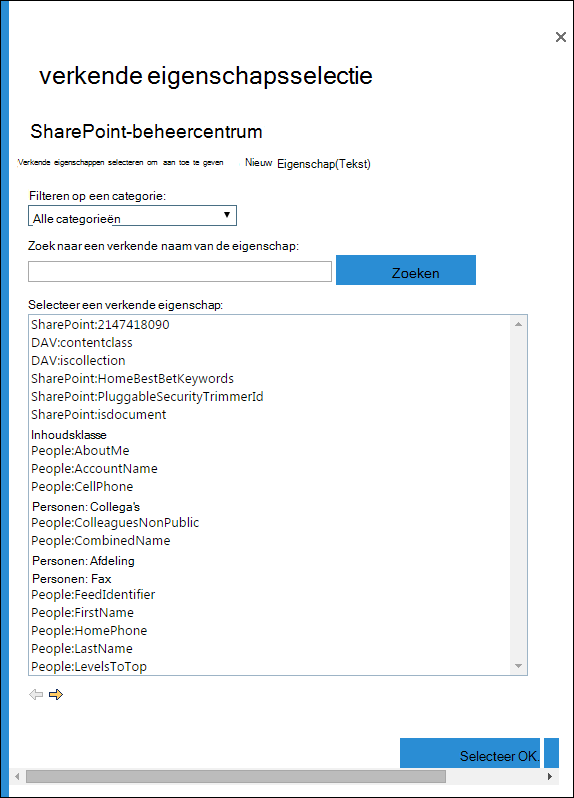 verkende eigenschapsselectie
SharePoint-beheercentrum
Verkende eigenschappen selecteren om aan toe te geven Nieuw Eigenschap(Tekst)
Filteren op een categorie:
Alle categorieën
Zoek naar een verkende naam van de eigenschap:
Zoeken
Selecteer een verkende eigenschap:
SharePoint:2147418090
DAV:contentclass
DAV:iscollection
SharePoint:HomeBestBetKeywords
SharePoint:PluggableSecurityTrimmerId
SharePoint:isdocument
Inhoudsklasse
People:AboutMe
People:AccountName
People:CellPhone
Personen: Collega's
People:ColleaguesNonPublic
People:CombinedName
Personen: Afdeling
Personen: Fax
People:FeedIdentifier
People:FirstName
People:HomePhone
People:LastName
People:LevelsToTop
Selecteer OK.